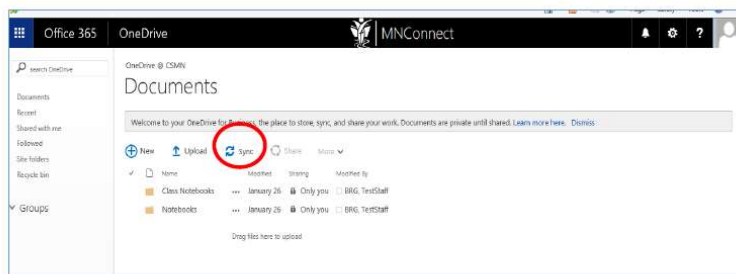 Office 365 OneDrive MNConnect ?
search OneDrive
Documents
Recent
Shared with me
Followed
Site folders
Recycle bin
Groups
OneDrive @ CSMN
Documents
Welcome to your OneDrive for Business, the place to store, sync, and share your work. Documents are private until shared. Learn more here. Dismiss
New Upload Sync Share More
Name Modified Sharing Modified By
Class Notebooks ... January 26 Only you BRG, TestStaff
Notebooks ... January 26 Only you BRG, TestStaff
Drag files here to upload